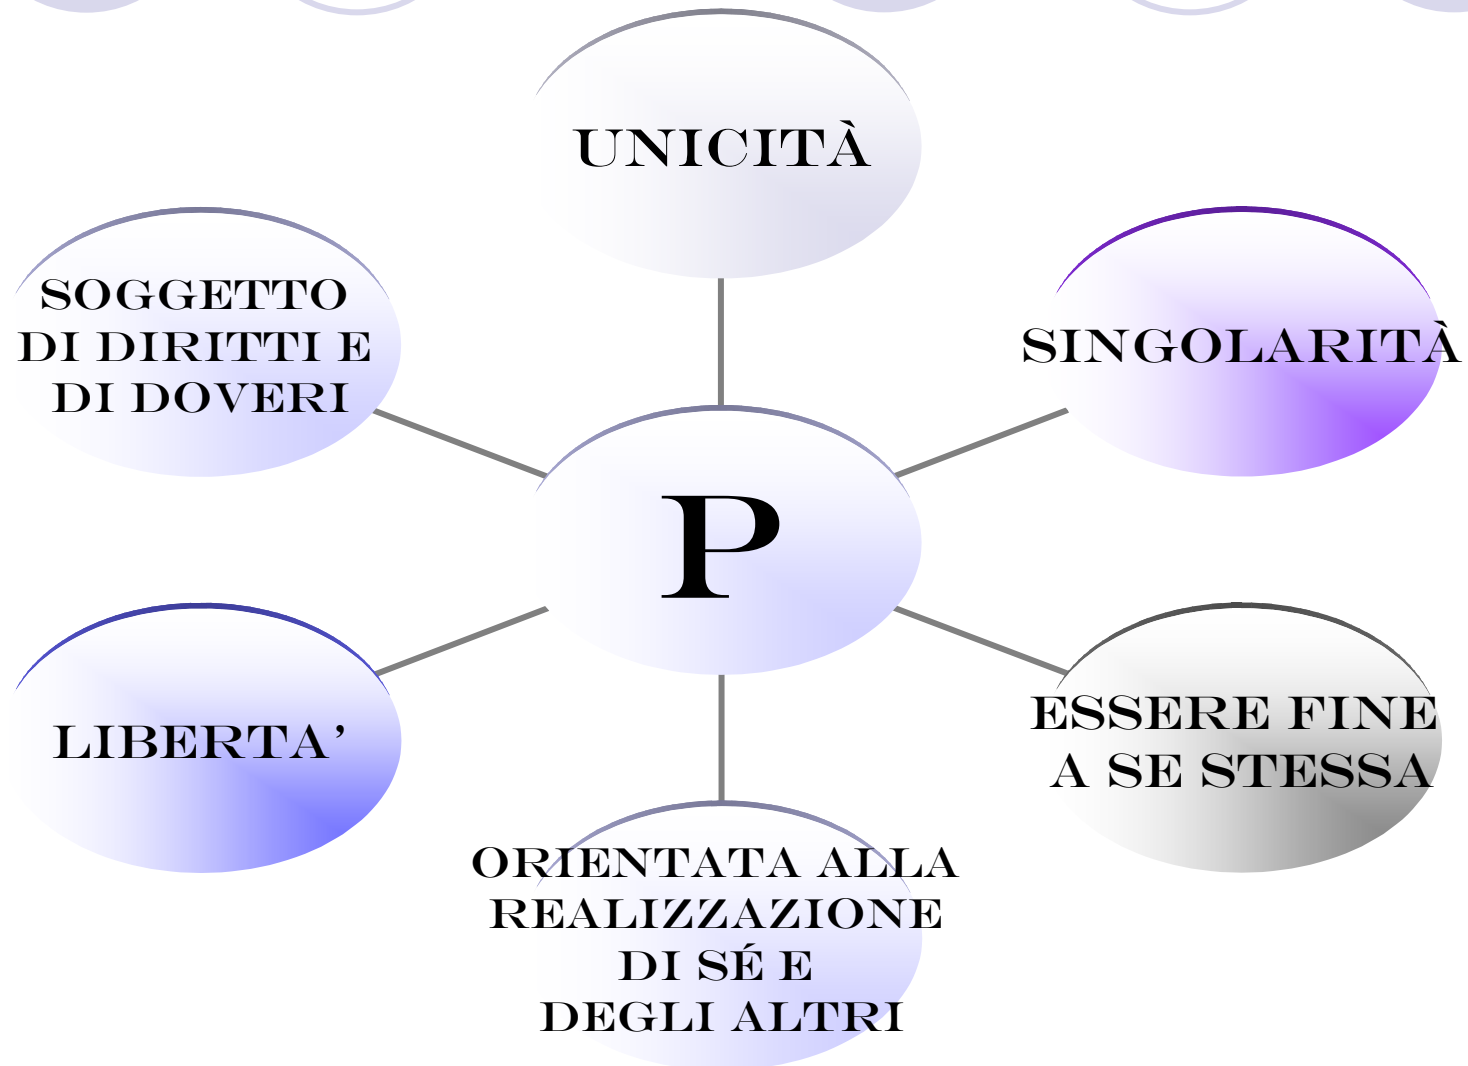 UNICITÀ
SOGGETTO
DI DIRITTI E
DI DOVERI
SINGOLARITÀ
P
LIBERTA’
ESSERE FINE
A SE STESSA
ORIENTATA ALLA
REALIZZAZIONE
DI SÉ E
DEGLI ALTRI